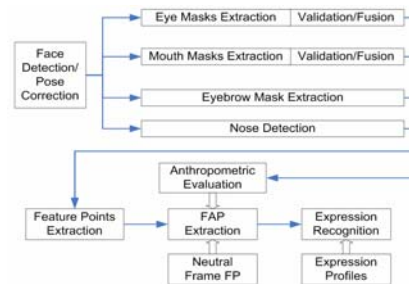 Eye Masks Extraction
Validation/Fusion
Face
Detection/
Pose
Correction
Mouth Masks Extraction
Validation/Fusion
Eyebrow Mask Extraction
Nose Detection
Anthropometric
Evaluation
Feature Points
Extraction
FAP
Extraction
Expression
Recognition
Neutral
Frame FP
Expression
Profiles